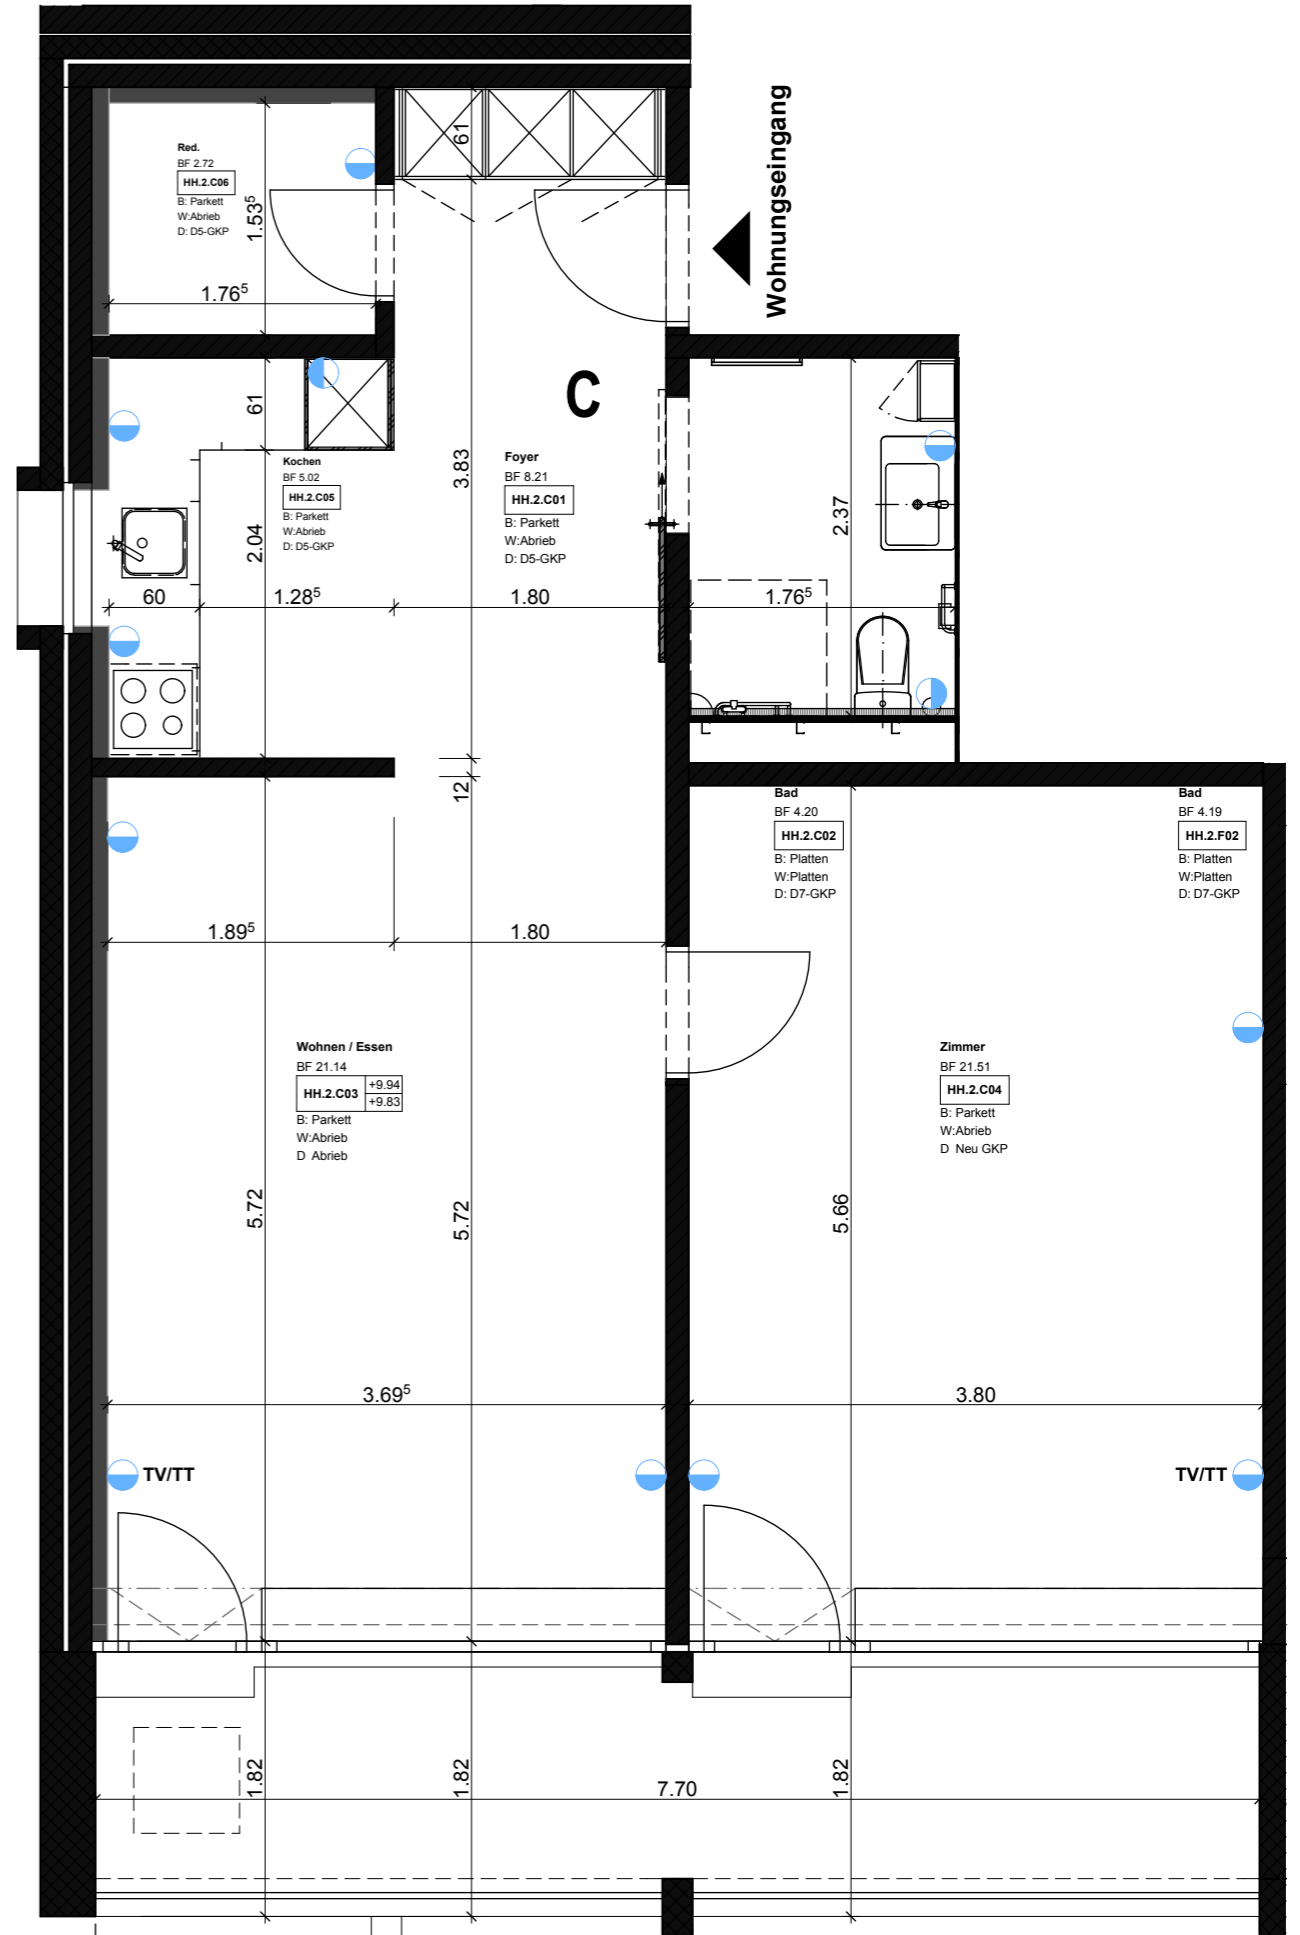 Wohnungseingang
61
Red.
BF 2.72
HH.2.C06
B: Parkett
W:Abrieb
D: D5-GKP
1.53⁵
1.76⁵
C
61
Kochen
BF 5.02
HH.2.C05
B: Parkett
W:Abrieb
D: D5-GKP
2.04
3.83
Foyer
BF 8.21
HH.2.C01
B: Parkett
W:Abrieb
D: D5-GKP
2.37
60
1.28⁵
1.80
1.76⁵
12
Bad
BF 4.20
HH.2.C02
B: Platten
W:Platten
D: D7-GKP
Bad
BF 4.19
HH.2.F02
B: Platten
W:Platten
D: D7-GKP
1.89⁵
1.80
Wohnen / Essen
BF 21.14
HH.2.C03 +9.94
+9.83
B: Parkett
W:Abrieb
D Abrieb
Zimmer
BF 21.51
HH.2.C04
B: Parkett
W:Abrieb
D Neu GKP
5.72
5.72
5.66
3.69⁵
3.80
TV/TT
TV/TT
1.82
1.82
1.82
7.70